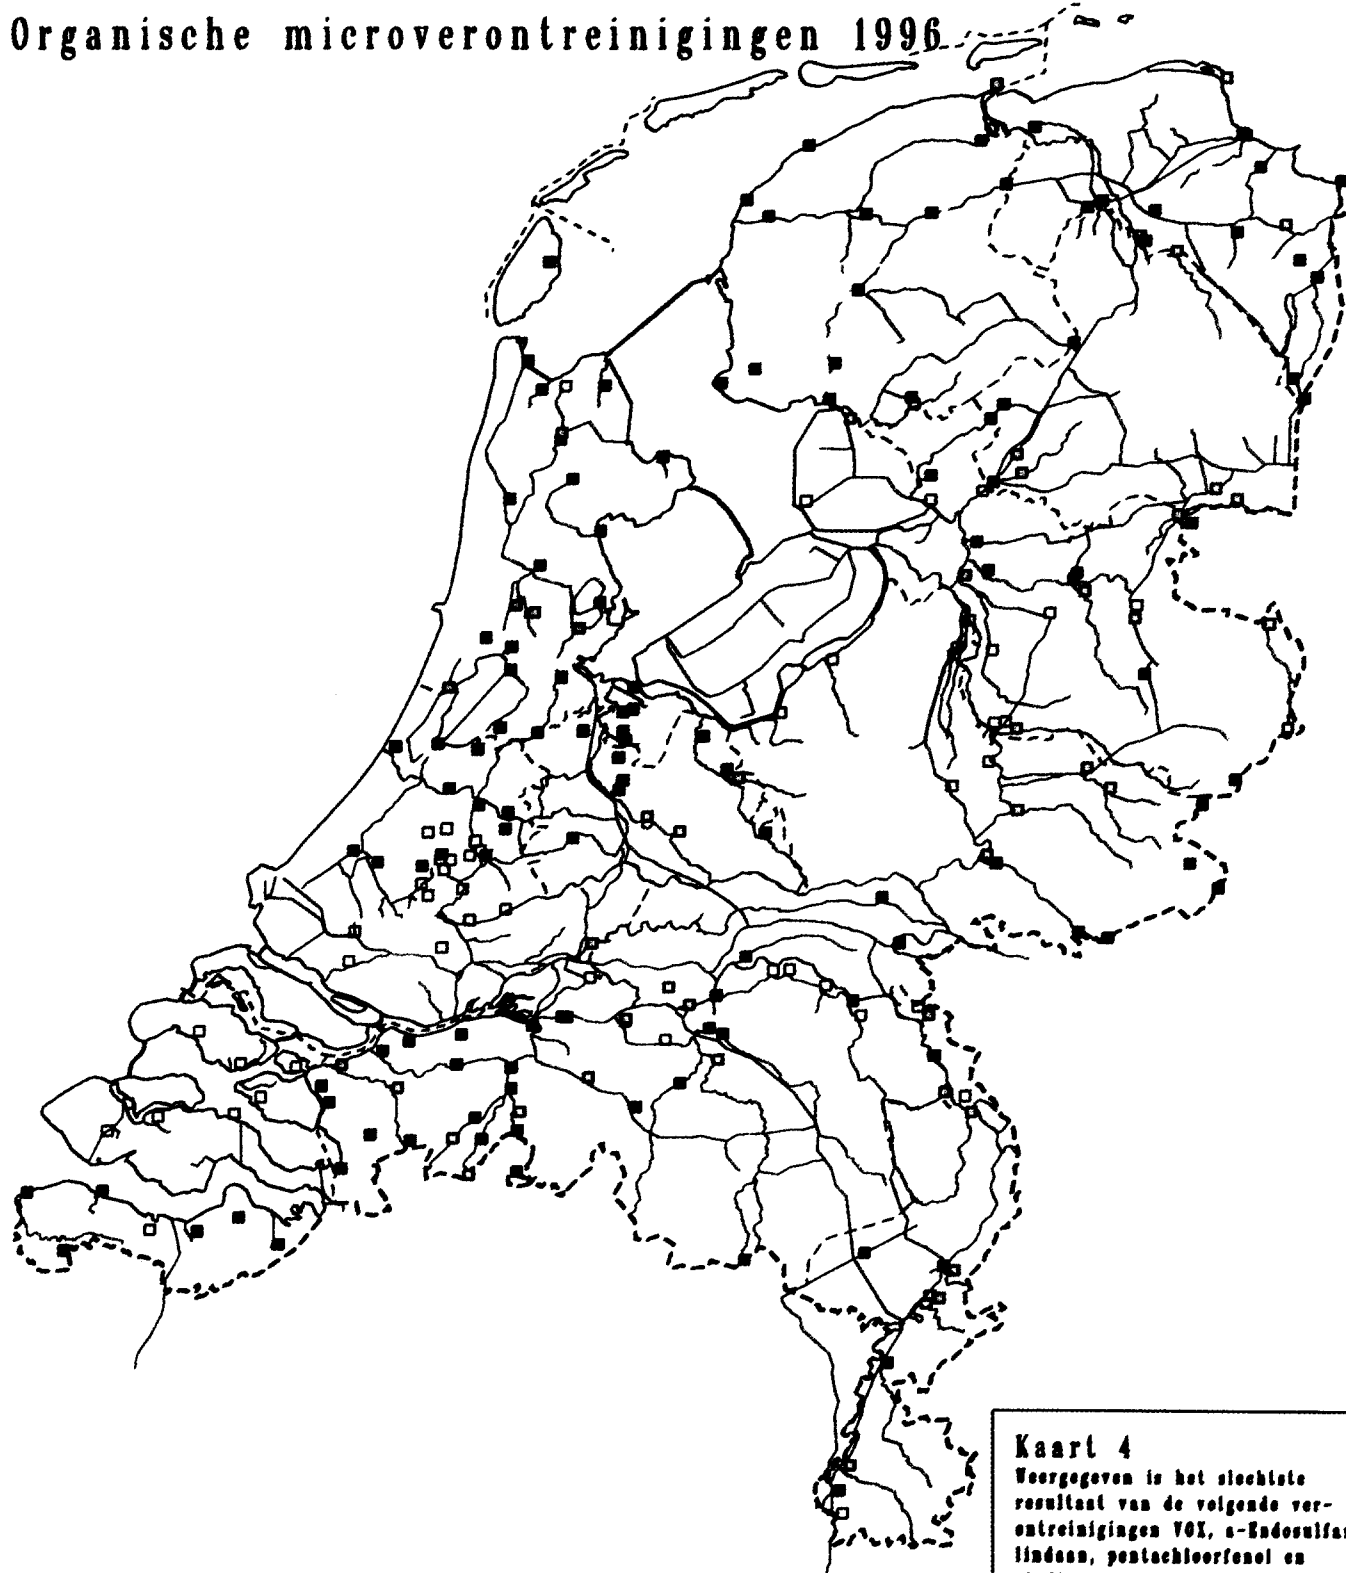 Organische microverontreinigingen 1996
Kaart 4
Weergegeven is het slechtste
resultaat van de volgende ver-
ontreinigingen VOX, a-Endosulfan
lindaan, pentachloorfenol en